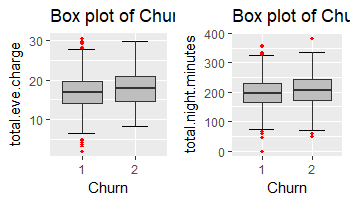 Box plot of Chur
Box plot of Chur
total.eve.charge
30
20
10
1
2
Churn
total.night.minutes
400
300
200
100
0
1
2
Churn